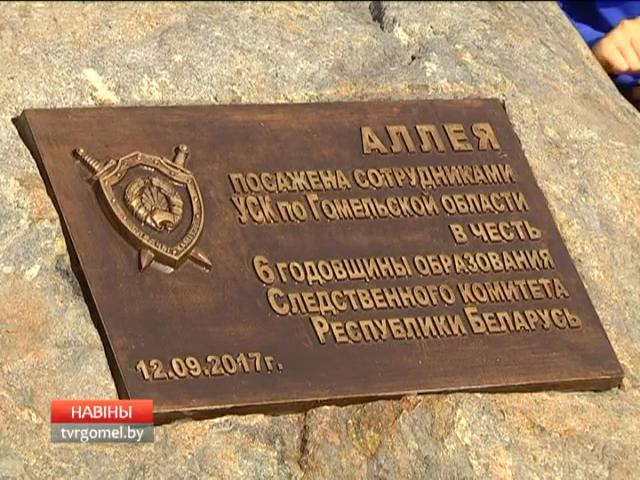 АЛЛЕЯ
ПОСАЖЕНА СОТРУДНИКАМИ
УСК ПО ГОМЕЛЬСКОЙ ОБЛАСТИ
В ЧЕСТЬ
6 ГОДОВЩИНЫ ОБРАЗОВАНИЯ
СЛЕДСТВЕННОГО КОМИТЕТА
РЕСПУБЛИКИ БЕЛАРУСЬ
12.09.2017г.
НАВІНЫ
tvrgomel.by